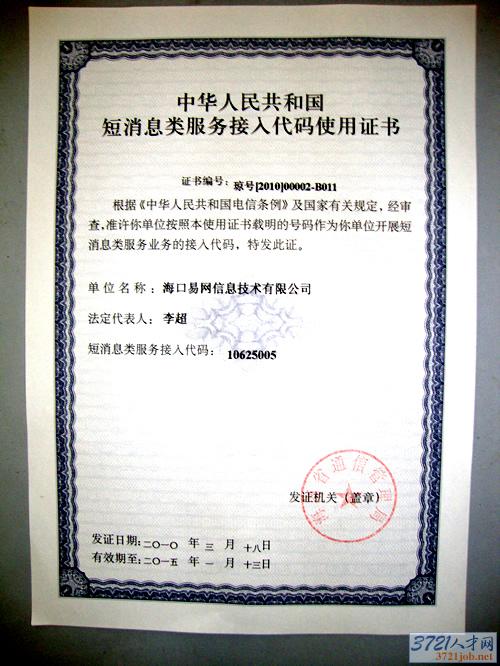 中华人民共和国
短消息类服务接入代码使用证书
证书编号：琼号[2010]00002-B011
根据《中华人民共和国电信条例》及国家有关规定，经审
查，准许你单位按照本使用证书载明的号码作为你单位开展短
消息类服务业务的接入代码，特发此证。
单位名称：海口易网信息技术有限公司
法定代表人：李超
短消息类服务接入代码：10625005
海南省通信管理局
发证机关（盖章）
发证日期：二○一○ 年 三 月 十八日
有效期至：二○一五 年 一 月 十三日
3721人才网
3721job.net